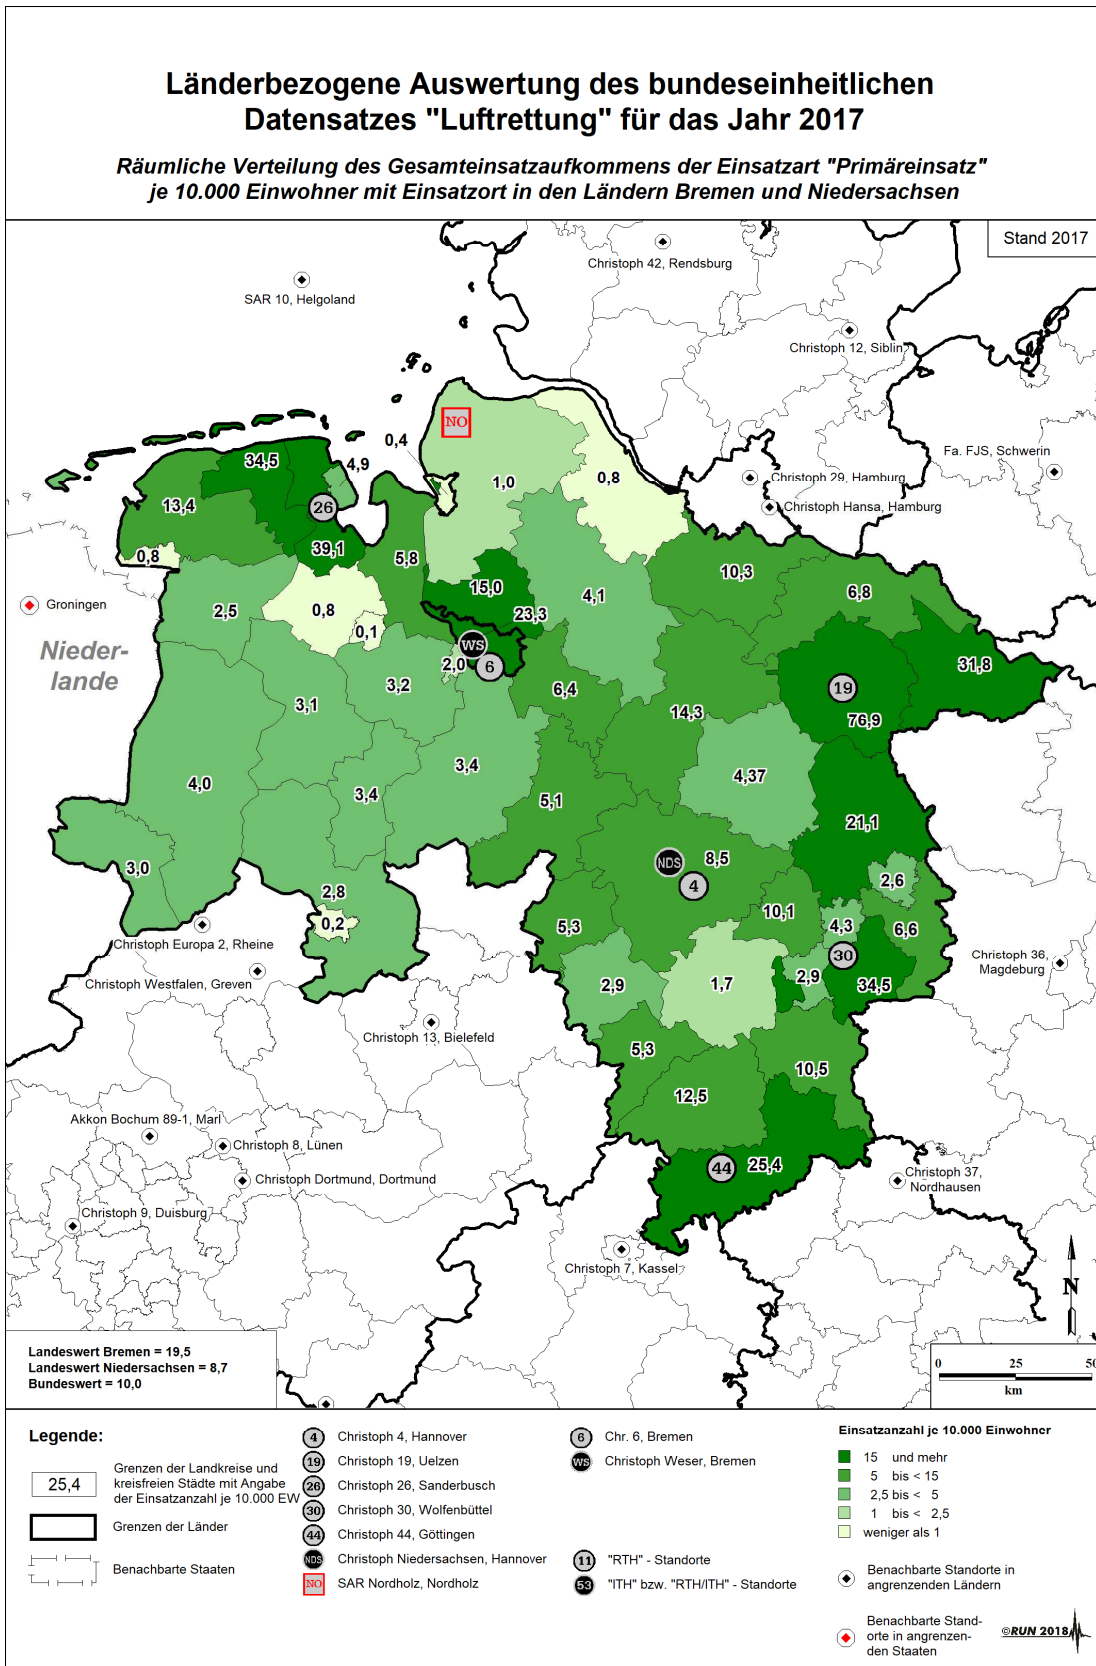 Länderbezogene Auswertung des bundeseinheitlichen
Datensatzes "Luftrettung" für das Jahr 2017
Räumliche Verteilung des Gesamteinsatzaufkommens der Einsatzart "Primäreinsatz"
je 10.000 Einwohner mit Einsatzort in den Ländern Bremen und Niedersachsen
Stand 2017
Christoph 42, Rendsburg
SAR 10, Helgoland
Christoph 12, Siblin
NO
0,4
Fa. FJS, Schwerin
34,5
4,9
1,0
0,8
Christoph 29, Hamburg
13,4
26
Christoph Hansa, Hamburg
39,1
0,8
5,8
10,3
15,0
6,8
Groningen
2,5
0,8
23,3
4,1
0,1
Nieder-
lande
WS
6
2,0
31,8
3,2
6,4
19
3,1
14,3
76,9
3,4
4,37
4,0
3,4
5,1
21,1
NDS
8,5
3,0
4
2,6
2,8
10,1
0,2
5,3
4,3
6,6
Christoph Europa 2, Rheine
30
Christoph 36,
Magdeburg
Christoph Westfalen, Greven
2,9
1,7
2,9
34,5
Christoph 13, Bielefeld
5,3
10,5
12,5
Akkon Bochum 89-1, Marl
Christoph 8, Lünen
44
25,4
Christoph 37,
Nordhausen
Christoph Dortmund, Dortmund
Christoph 9, Duisburg
Christoph 7, Kassel
N
Landeswert Bremen = 19,5
Landeswert Niedersachsen = 8,7
Bundeswert = 10,0
0 25 50
km
Legende:
25,4
Grenzen der Landkreise und
kreisfreien Städte mit Angabe
der Einsatzanzahl je 10.000 EW
Grenzen der Länder
Benachbarte Staaten
4 Christoph 4, Hannover
19 Christoph 19, Uelzen
26 Christoph 26, Sanderbusch
30 Christoph 30, Wolfenbüttel
44 Christoph 44, Göttingen
NDS Christoph Niedersachsen, Hannover
NO SAR Nordholz, Nordholz
6 Chr. 6, Bremen
WS Christoph Weser, Bremen
11 "RTH" - Standorte
53 "ITH" bzw. "RTH/ITH" - Standorte
Einsatzanzahl je 10.000 Einwohner
15 und mehr
5 bis < 15
2,5 bis < 5
1 bis < 2,5
weniger als 1
Benachbarte Standorte in
angrenzenden Ländern
Benachbarte Stand-
orte in angrenzen-
den Staaten
©RUN 2018